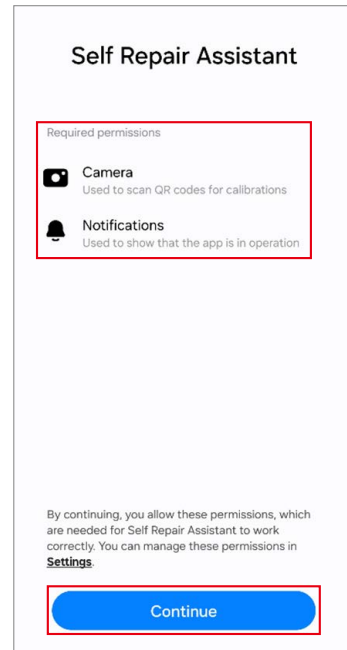 Self Repair Assistant
Required permissions
Camera
Used to scan QR codes for calibrations
Notifications
Used to show that the app is in operation
By continuing, you allow these permissions, which
are needed for Self Repair Assistant to work
correctly. You can manage these permissions in
Settings.
Continue